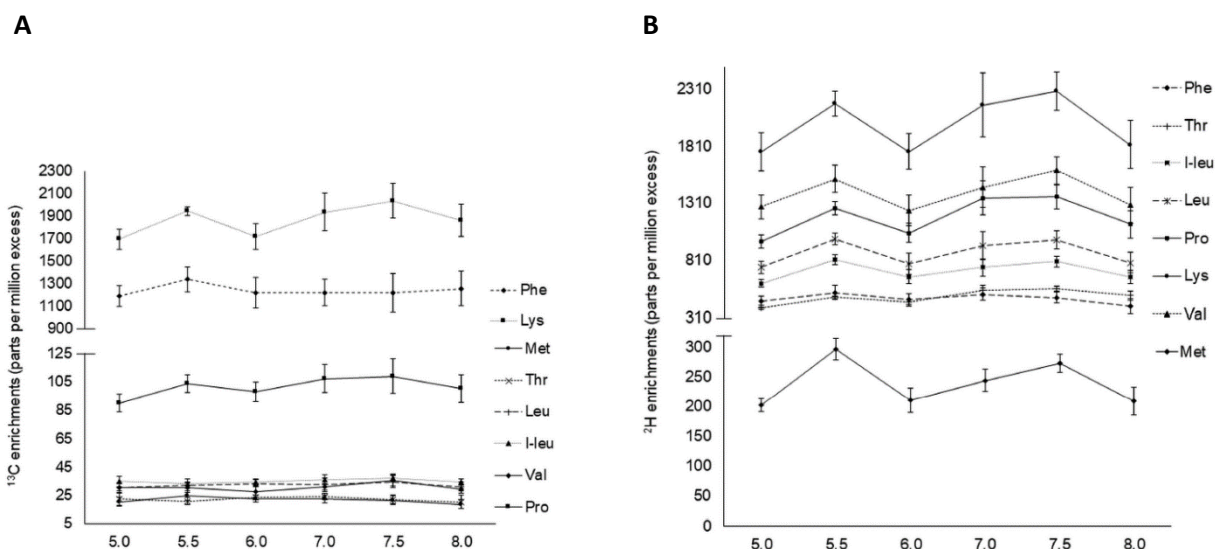 A
B
¹³C enrichments (parts per million excess)
2300
2100
1900
1700
1500
1300
1100
900
125
105
85
65
45
25
5
5.0 5.5 6.0 7.0 7.5 8.0
Phe
Lys
Met
Thr
Leu
I-leu
Val
Pro
²H enrichments (parts per million excess)
2310
1810
1310
810
310
300
250
200
150
100
50
0
5.0 5.5 6.0 7.0 7.5 8.0
Phe
Thr
I-leu
Leu
Pro
Lys
Val
Met